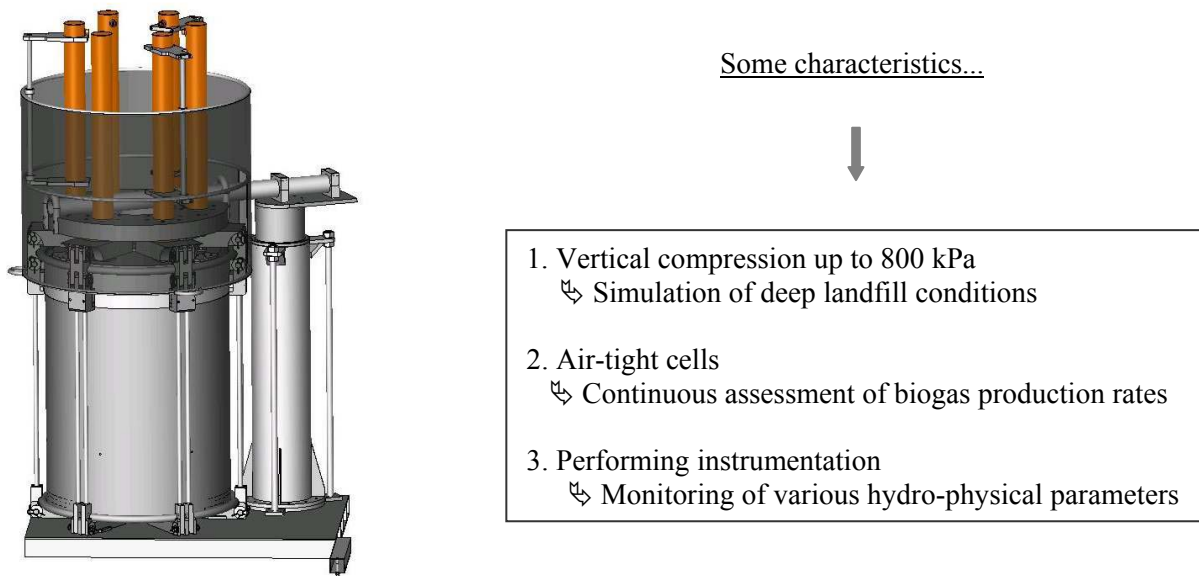 Some characteristics...
1. Vertical compression up to 800 kPa
⮱ Simulation of deep landfill conditions
2. Air-tight cells
⮱ Continuous assessment of biogas production rates
3. Performing instrumentation
⮱ Monitoring of various hydro-physical parameters